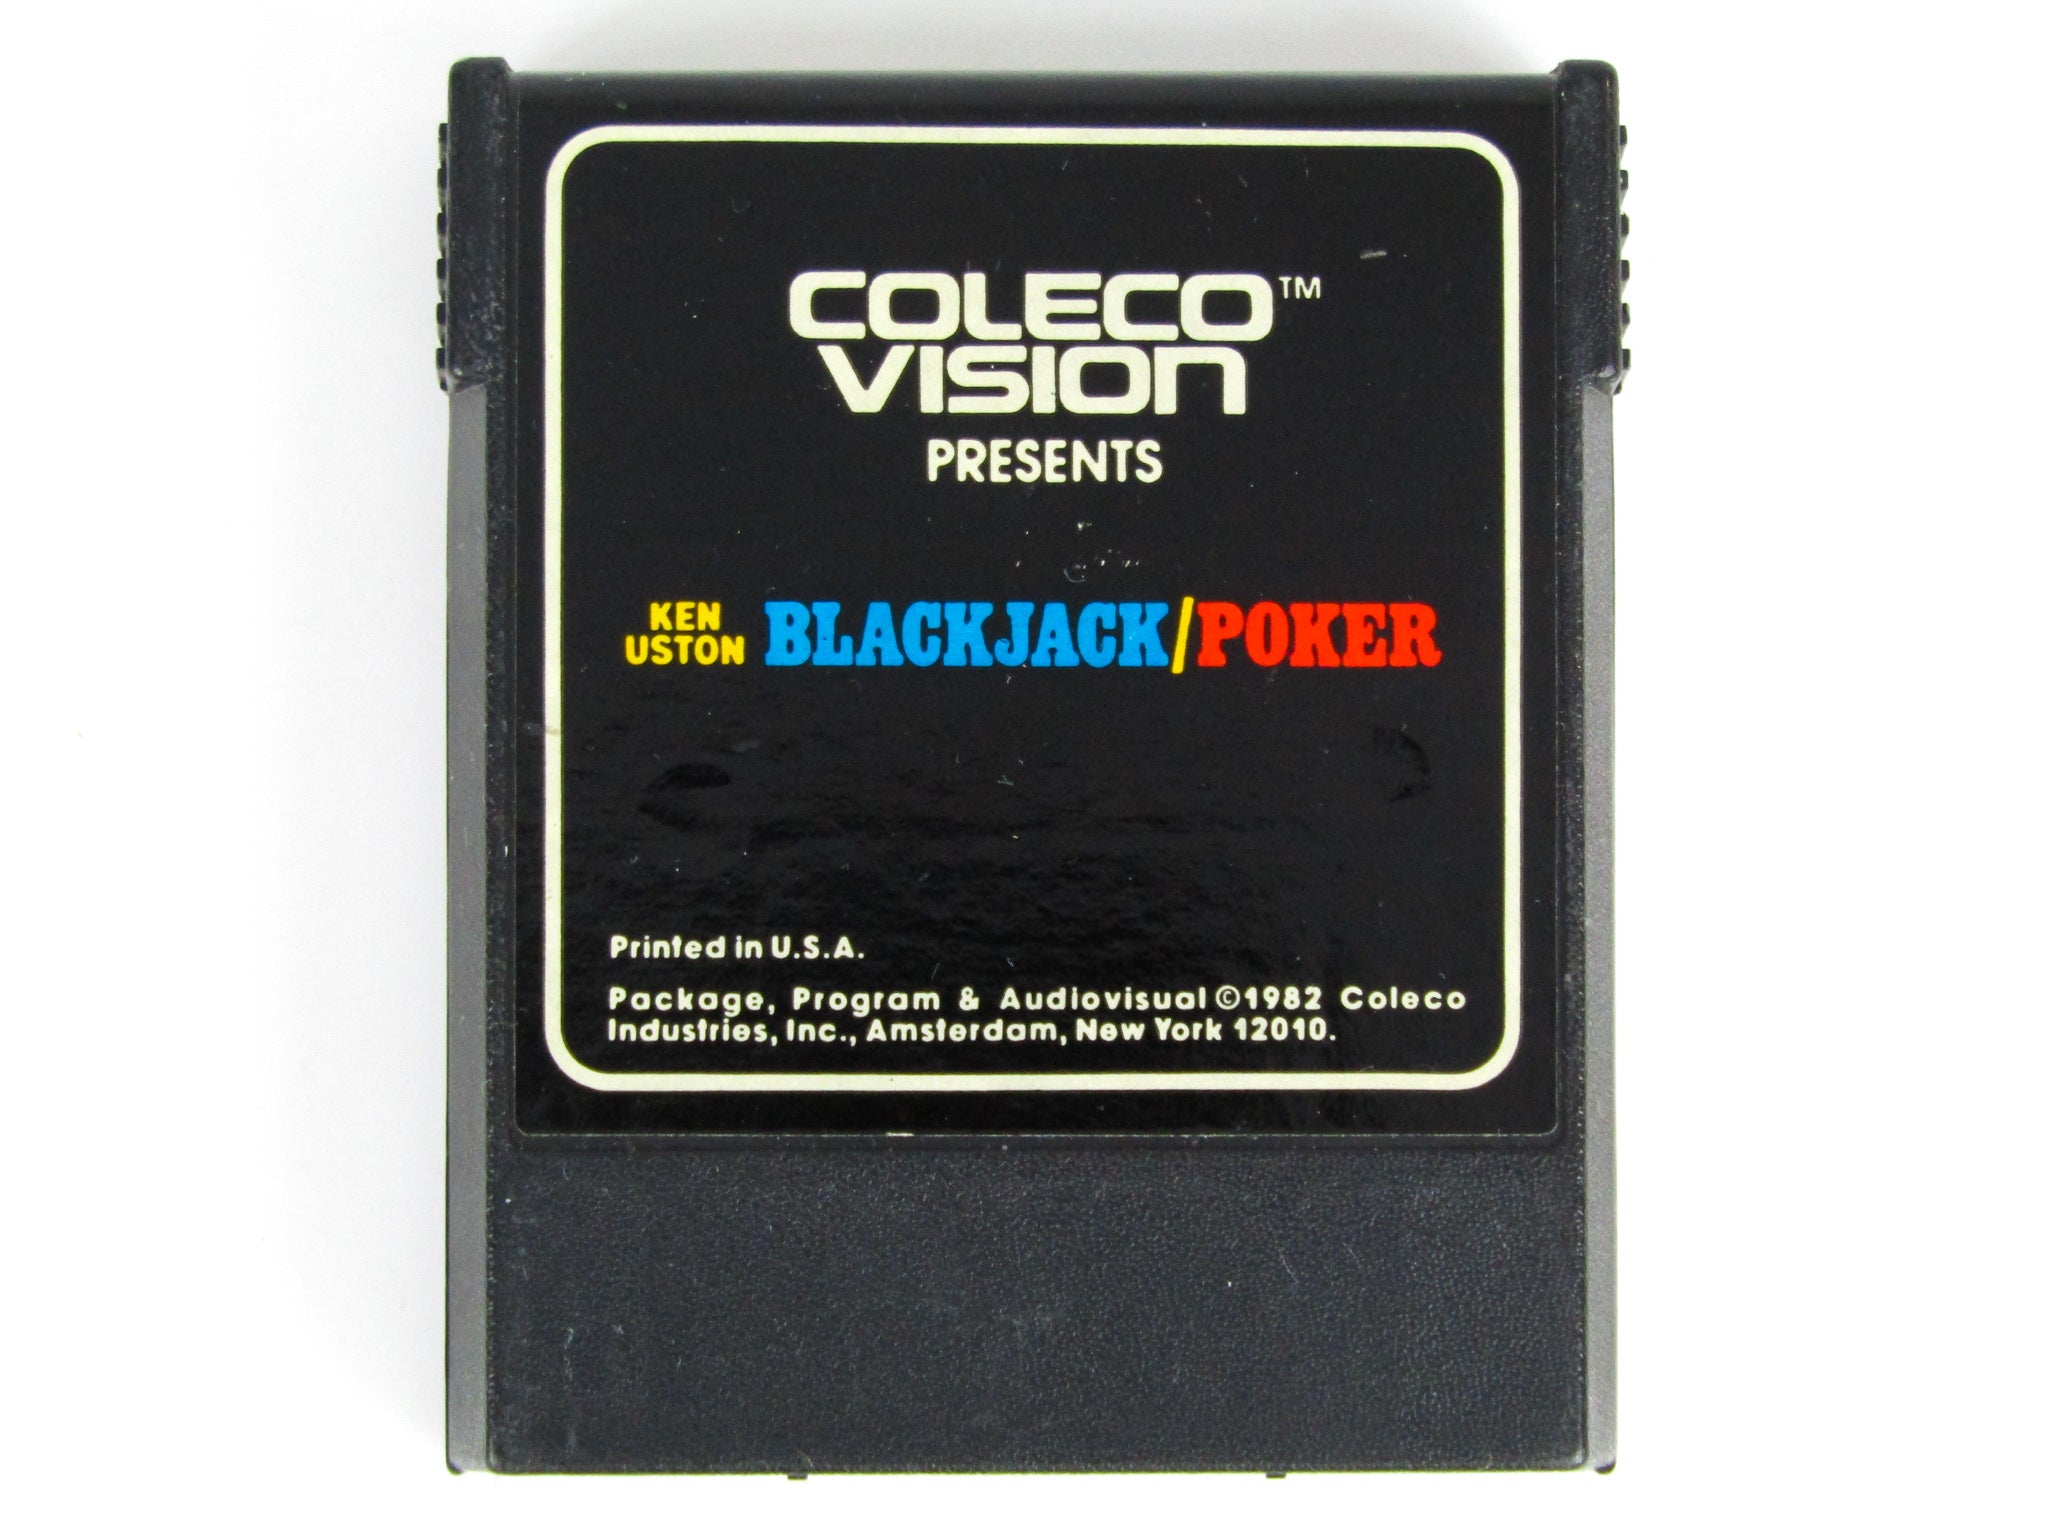 COLECO™
VISION
PRESENTS
KEN
USTON
BLACKJACK/POKER
Printed in U.S.A.
Package, Program & Audiovisual ©1982 Coleco
Industries, Inc., Amsterdam, New York 12010.